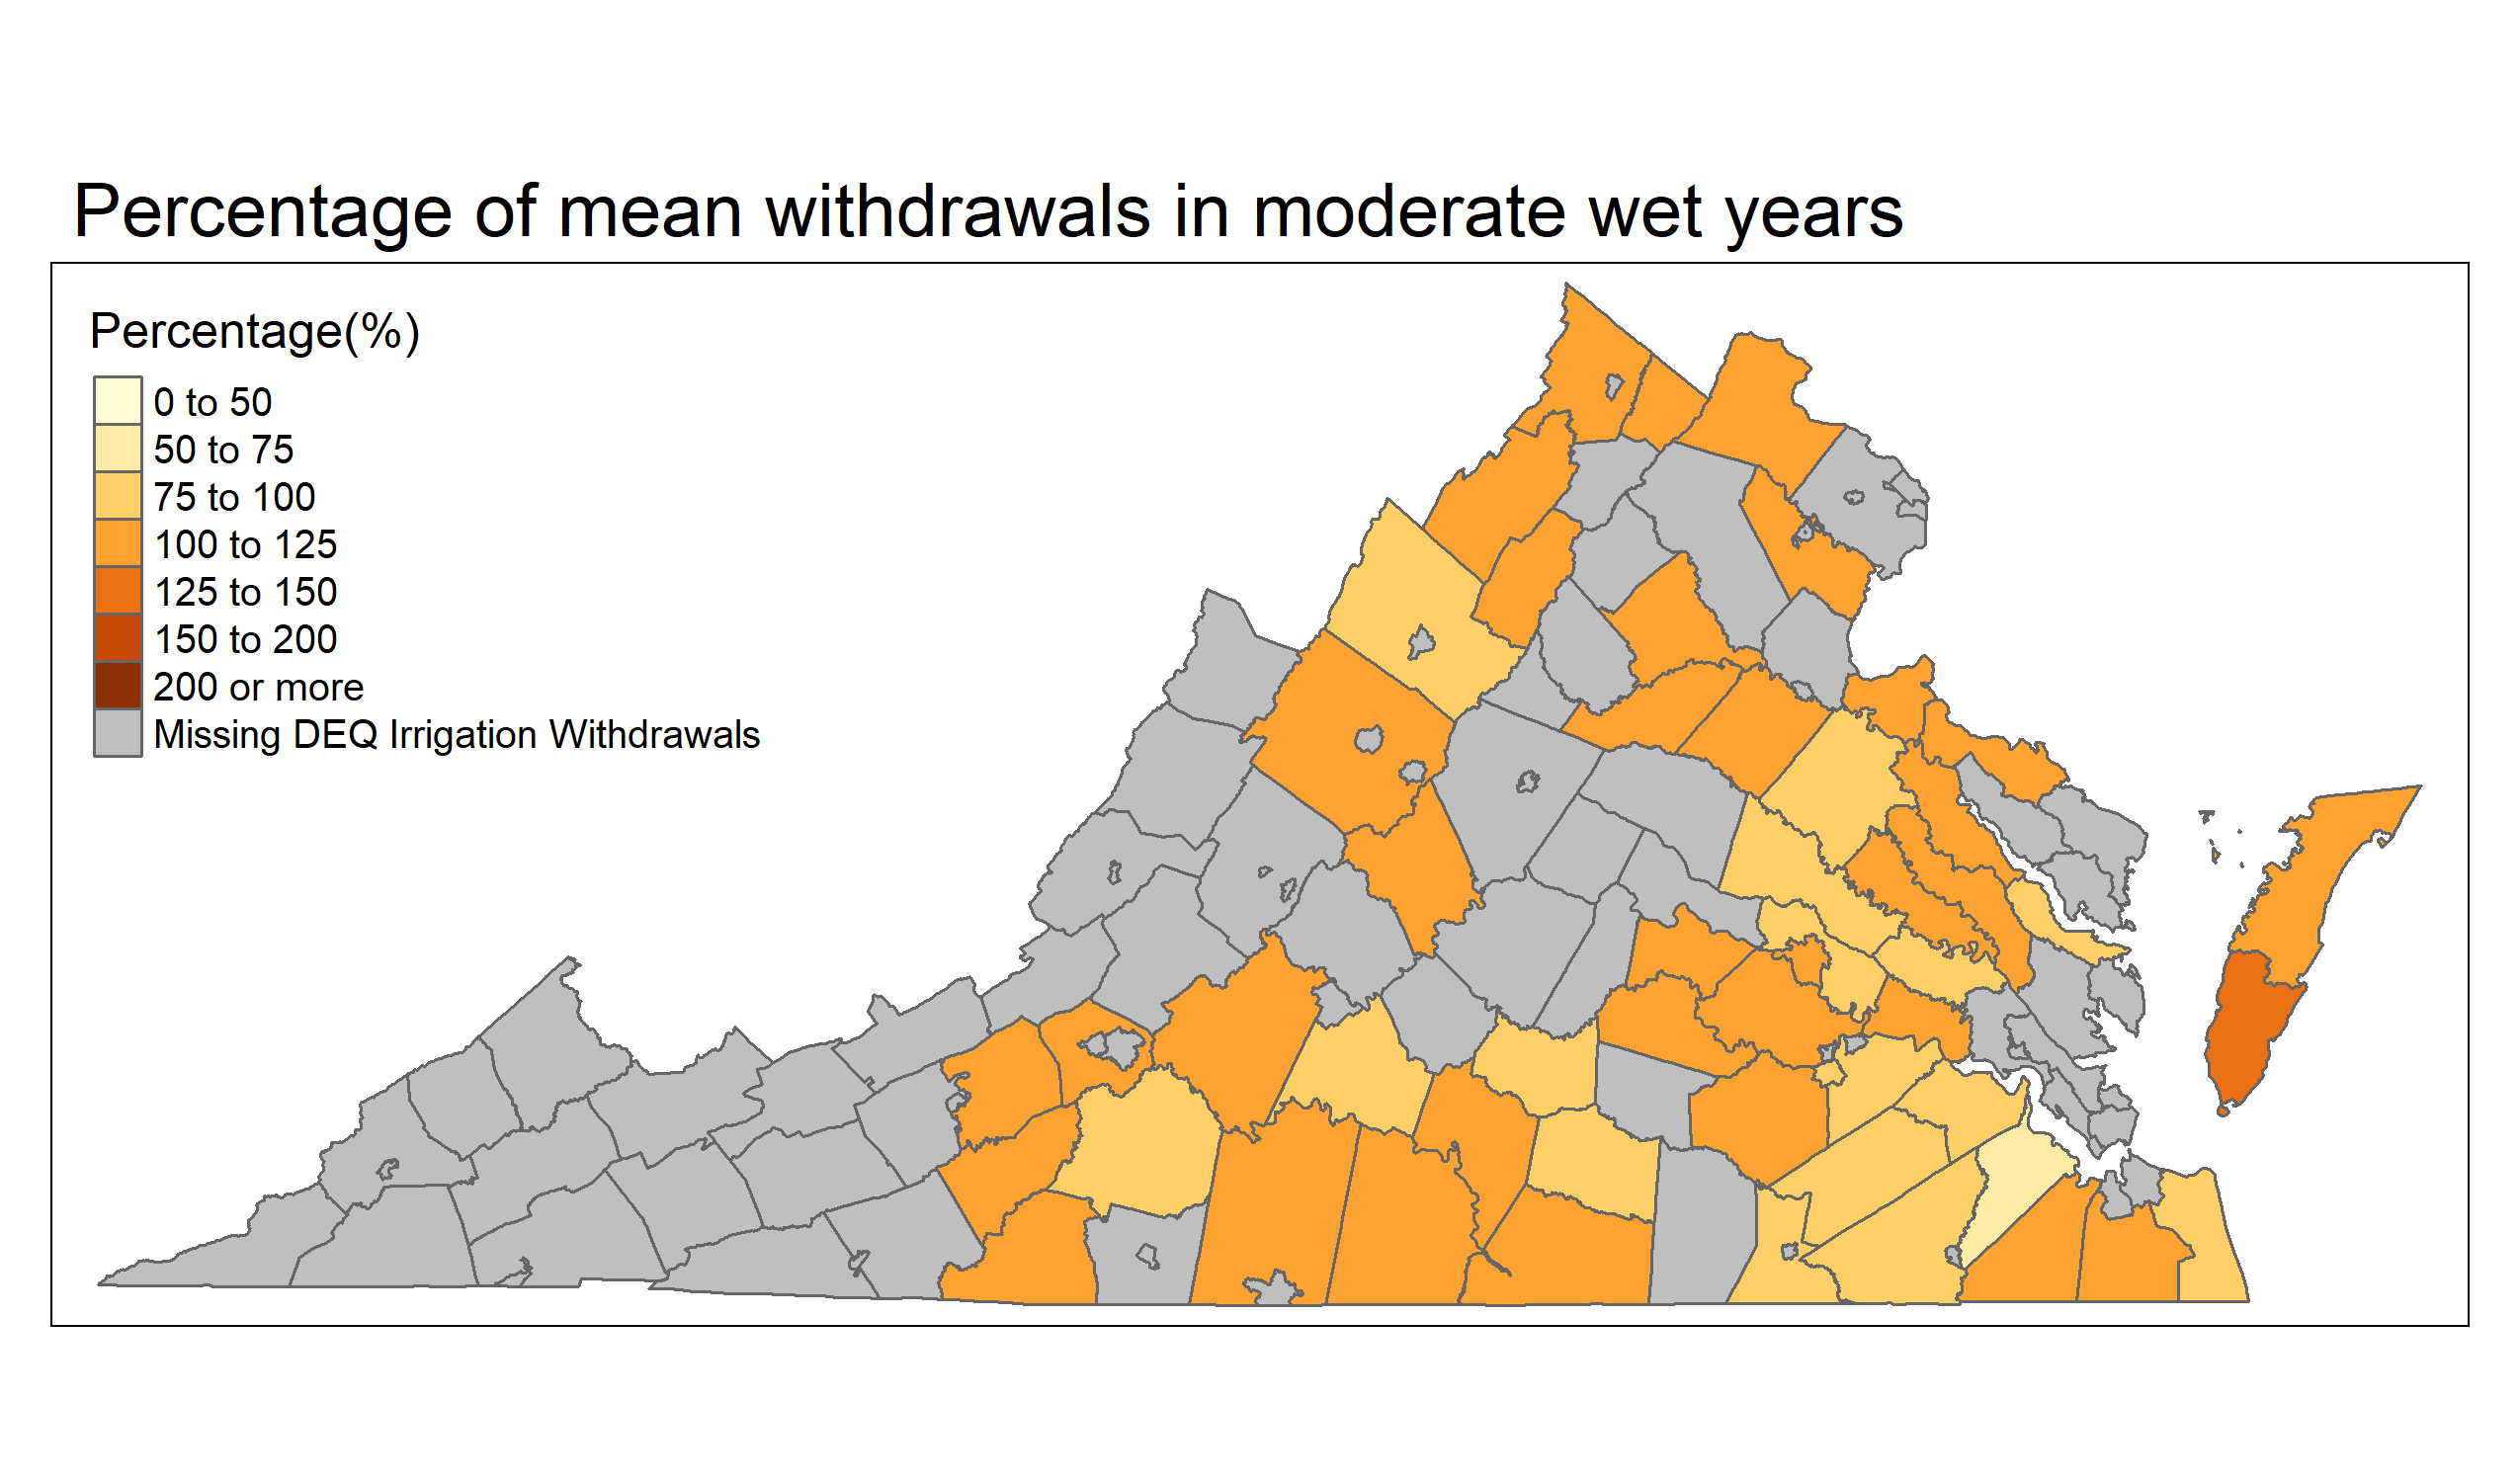 Percentage of mean withdrawals in moderate wet years
Percentage(%)
0 to 50
50 to 75
75 to 100
100 to 125
125 to 150
150 to 200
200 or more
Missing DEQ Irrigation Withdrawals